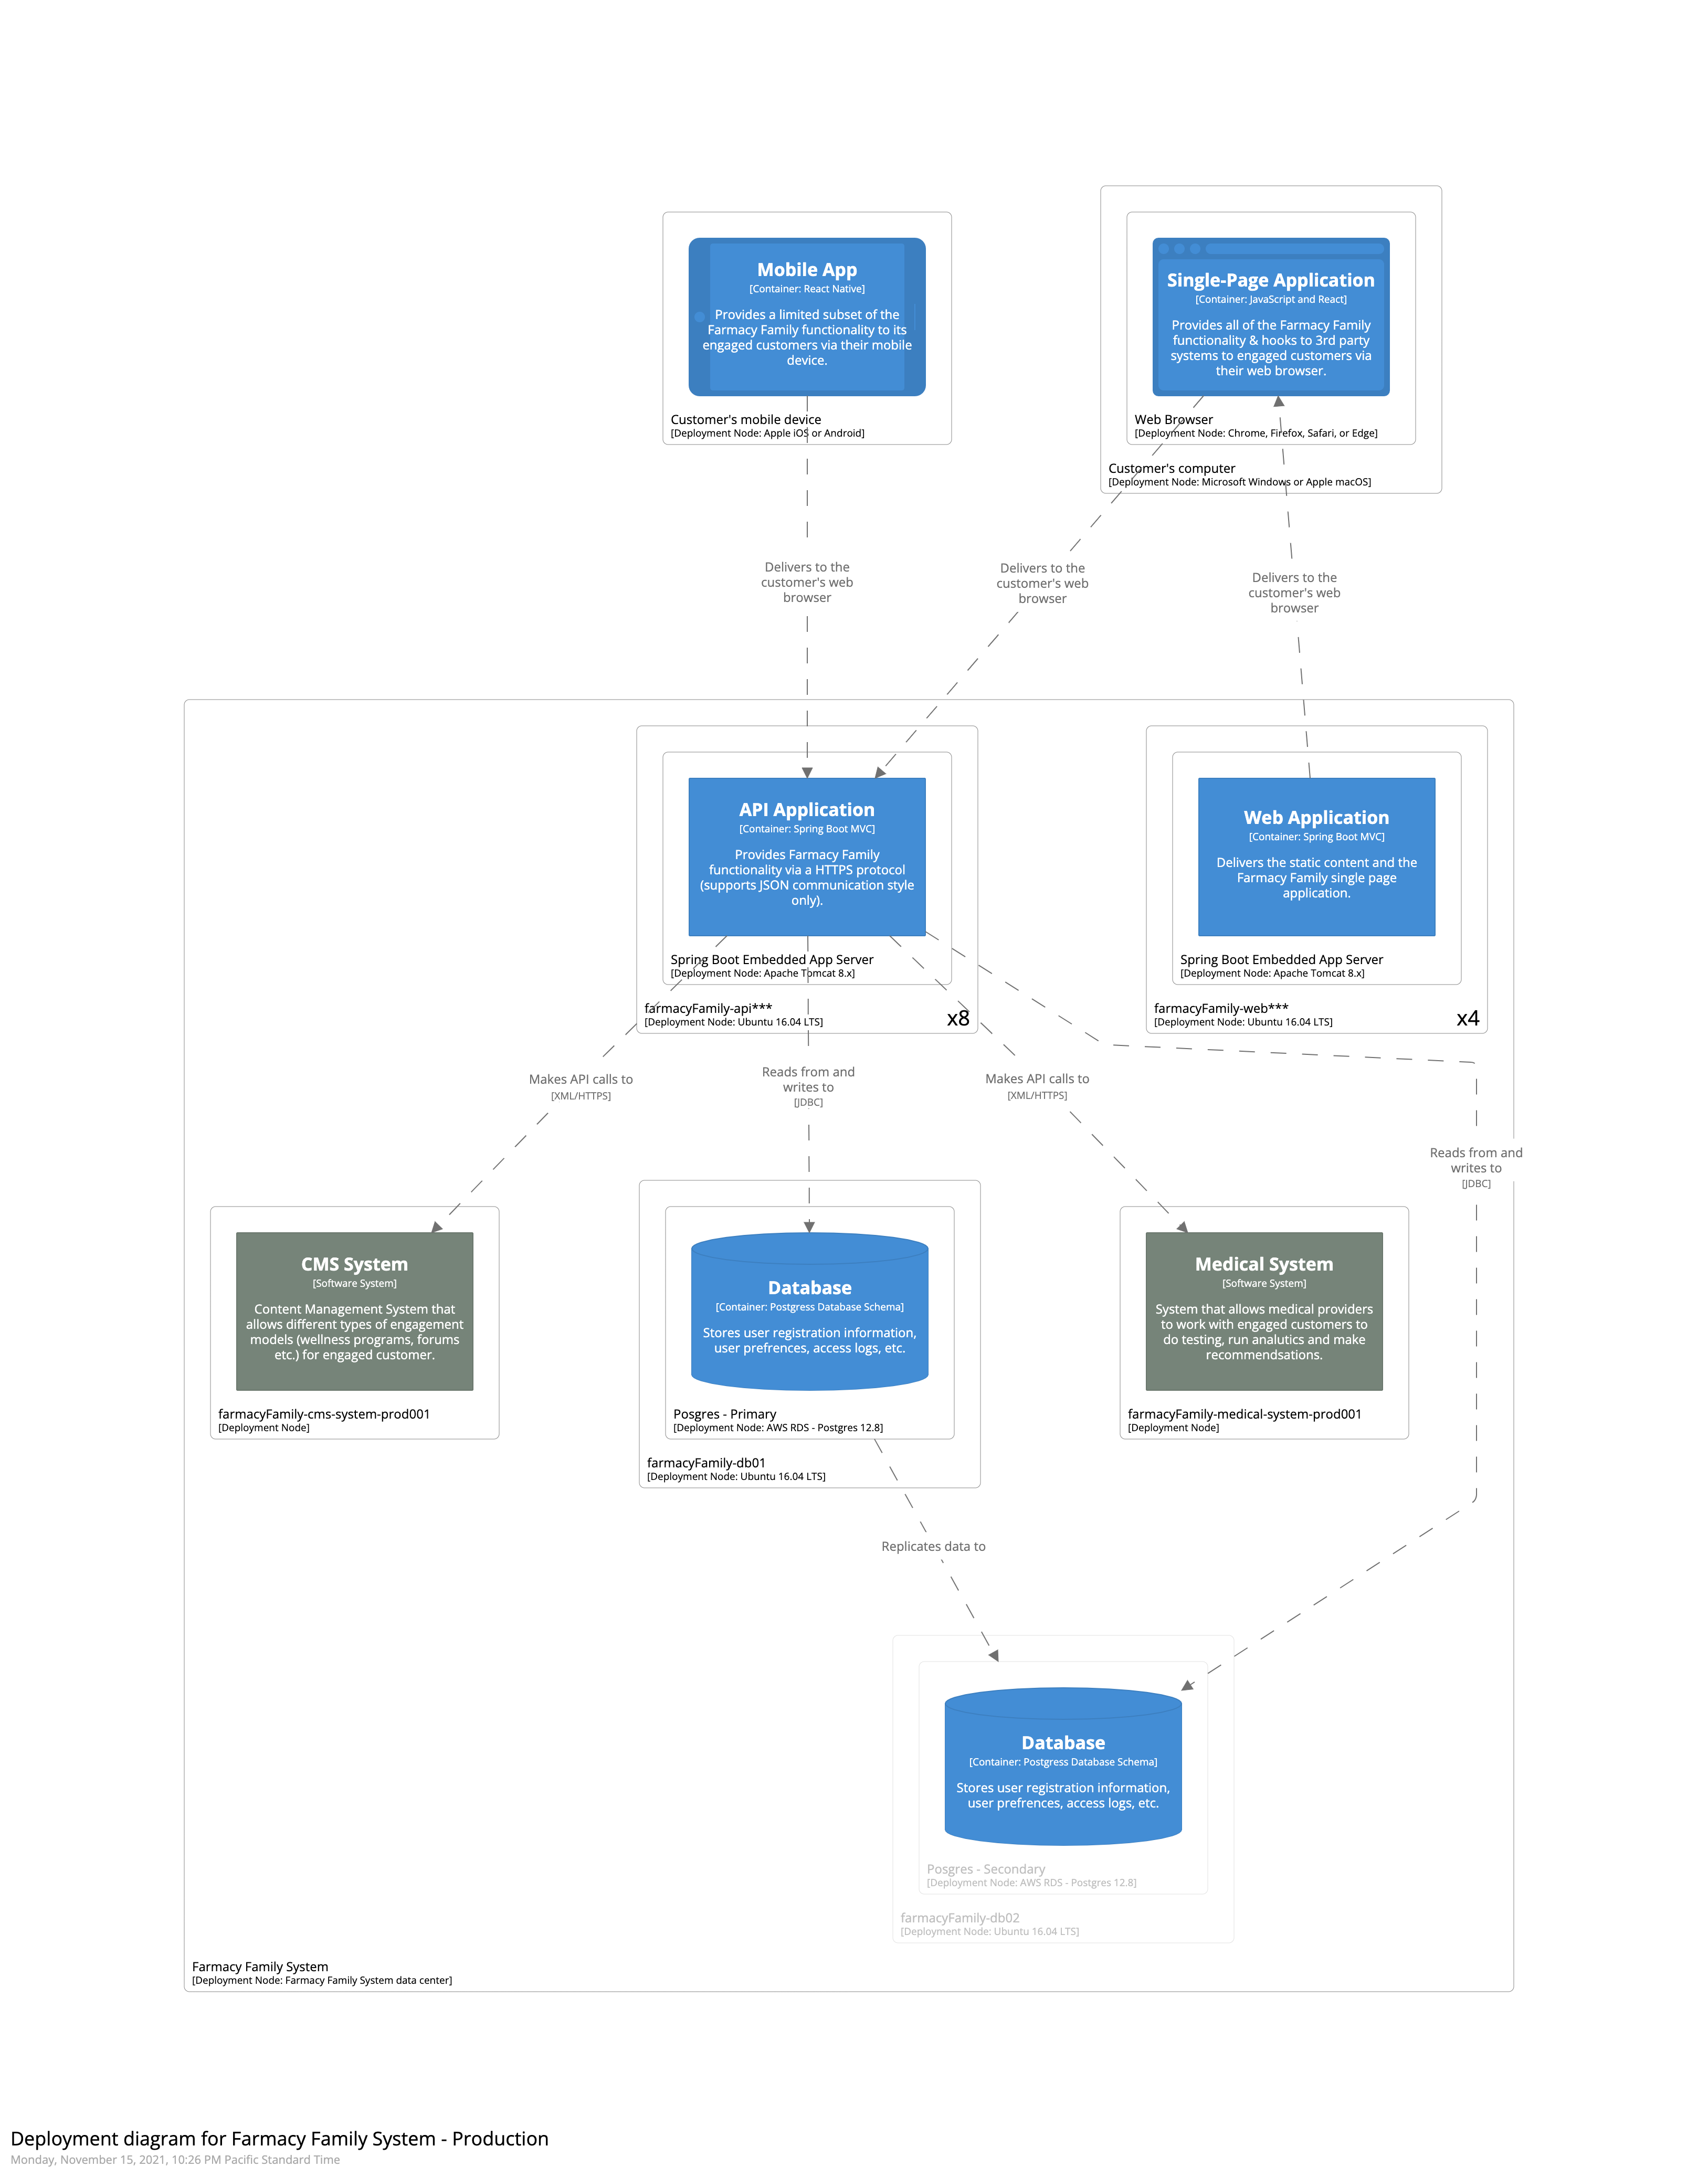 Mobile App
[Container: React Native]
Provides a limited subset of the
Farmacy Family functionality to its
engaged customers via their mobile
device.
Customer's mobile device
[Deployment Node: Apple iOS or Android]
Single-Page Application
[Container: JavaScript and React]
Provides all of the Farmacy Family
functionality & hooks to 3rd party
systems to engaged customers via
their web browser.
Web Browser
[Deployment Node: Chrome, Firefox, Safari, or Edge]
Customer's computer
[Deployment Node: Microsoft Windows or Apple macOS]
Delivers to the
customer's web
browser
Delivers to the
customer's web
browser
Delivers to the
customer's web
browser
API Application
[Container: Spring Boot MVC]
Provides Farmacy Family
functionality via a HTTPS protocol
(supports JSON communication style
only).
Spring Boot Embedded App Server
[Deployment Node: Apache Tomcat 8.x]
farmacyFamily-api***
[Deployment Node: Ubuntu 16.04 LTS]
x8
Web Application
[Container: Spring Boot MVC]
Delivers the static content and the
Farmacy Family single page
application.
Spring Boot Embedded App Server
[Deployment Node: Apache Tomcat 8.x]
farmacyFamily-web***
[Deployment Node: Ubuntu 16.04 LTS]
x4
Makes API calls to
[XML/HTTPS]
Reads from and
writes to
[JDBC]
Makes API calls to
[XML/HTTPS]
Reads from and
writes to
[JDBC]
CMS System
[Software System]
Content Management System that
allows different types of engagement
models (wellness programs, forums
etc.) for engaged customer.
farmacyFamily-cms-system-prod001
[Deployment Node]
Database
[Container: Postgress Database Schema]
Stores user registration information,
user prefrences, access logs, etc.
Posgres - Primary
[Deployment Node: AWS RDS - Postgres 12.8]
farmacyFamily-db01
[Deployment Node: Ubuntu 16.04 LTS]
Medical System
[Software System]
System that allows medical providers
to work with engaged customers to
do testing, run analutics and make
recommendsations.
farmacyFamily-medical-system-prod001
[Deployment Node]
Replicates data to
Database
[Container: Postgress Database Schema]
Stores user registration information,
user prefrences, access logs, etc.
Posgres - Secondary
[Deployment Node: AWS RDS - Postgres 12.8]
farmacyFamily-db02
[Deployment Node: Ubuntu 16.04 LTS]
Farmacy Family System
[Deployment Node: Farmacy Family System data center]
Deployment diagram for Farmacy Family System - Production
Monday, November 15, 2021, 10:26 PM Pacific Standard Time